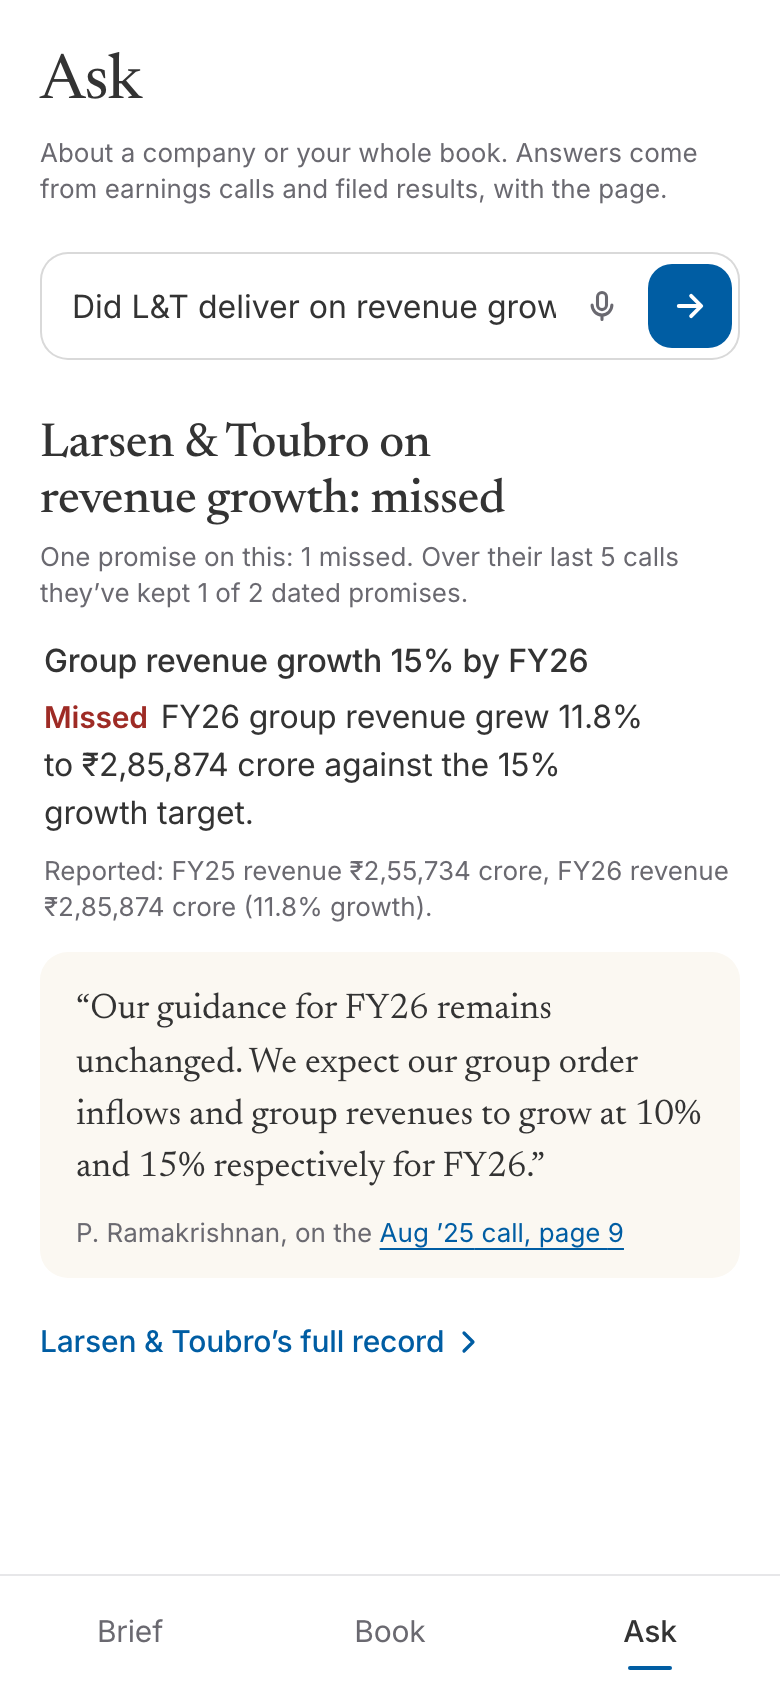 Ask
About a company or your whole book. Answers come
from earnings calls and filed results, with the page.
Did L&T deliver on revenue grow
Larsen & Toubro on
revenue growth: missed
One promise on this: 1 missed. Over their last 5 calls
they’ve kept 1 of 2 dated promises.
Group revenue growth 15% by FY26
Missed FY26 group revenue grew 11.8%
to ₹2,85,874 crore against the 15%
growth target.
Reported: FY25 revenue ₹2,55,734 crore, FY26 revenue
₹2,85,874 crore (11.8% growth).
“Our guidance for FY26 remains
unchanged. We expect our group order
inflows and group revenues to grow at 10%
and 15% respectively for FY26.”
P. Ramakrishnan, on the Aug ’25 call, page 9
Larsen & Toubro’s full record
Brief Book Ask